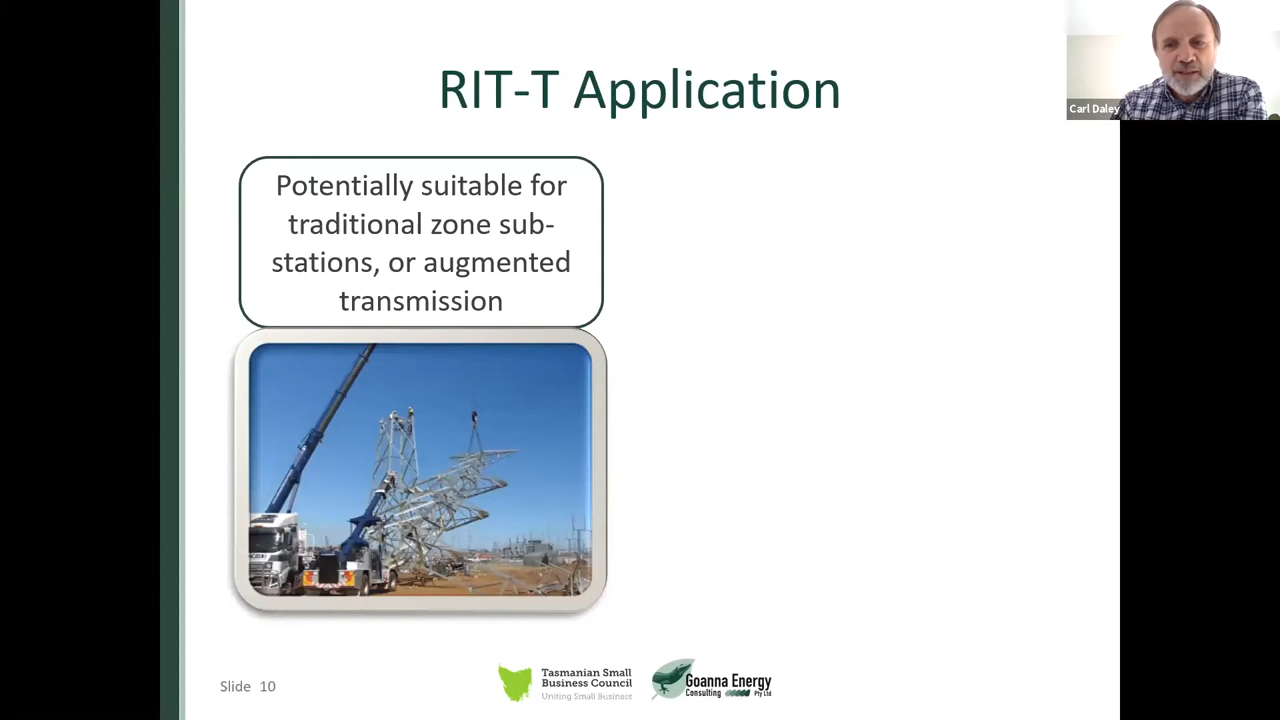 RIT-T Application
Carl Daley
Potentially suitable for
traditional zone sub-
stations, or augmented
transmission
Slide 10
Tasmanian Small
Business Council
Uniting Small Business
Goanna Energy
Consulting
Pty Ltd